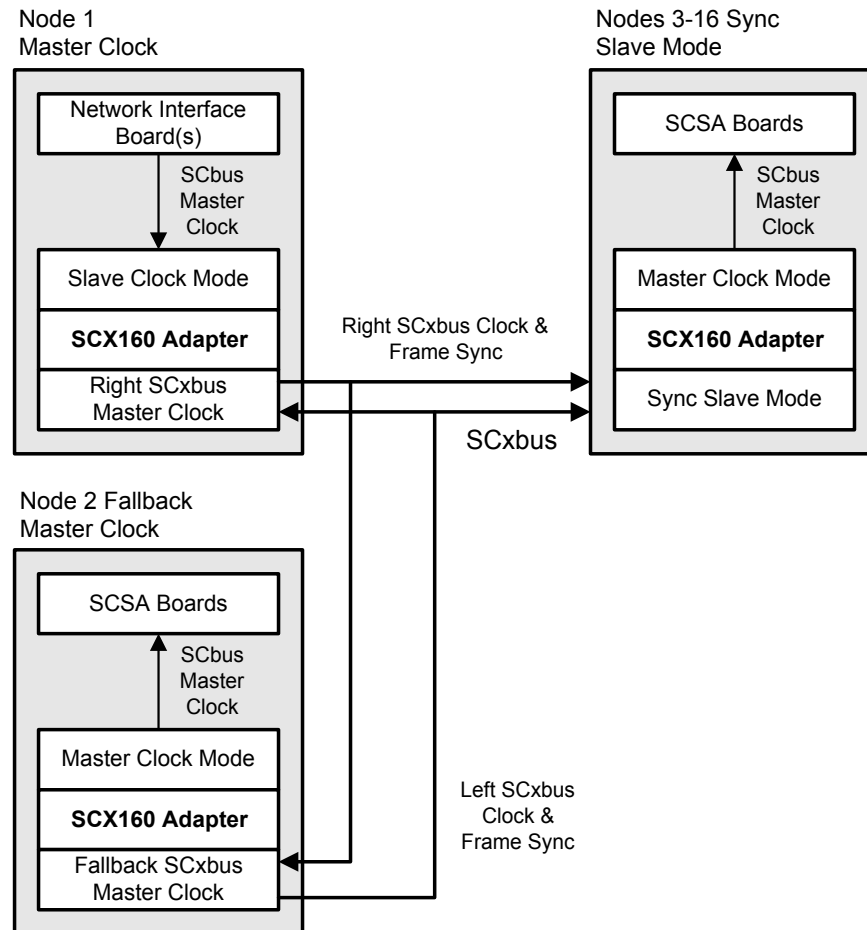 Node 1
Master Clock
Network Interface
Board(s)
SCbus
Master
Clock
Slave Clock Mode
SCX160 Adapter
Right SCxbus
Master Clock
Right SCxbus Clock &
Frame Sync
SCxbus
Nodes 3-16 Sync
Slave Mode
SCSA Boards
SCbus
Master
Clock
Master Clock Mode
SCX160 Adapter
Sync Slave Mode
Node 2 Fallback
Master Clock
SCSA Boards
SCbus
Master
Clock
Master Clock Mode
SCX160 Adapter
Fallback SCxbus
Master Clock
Left SCxbus
Clock &
Frame Sync